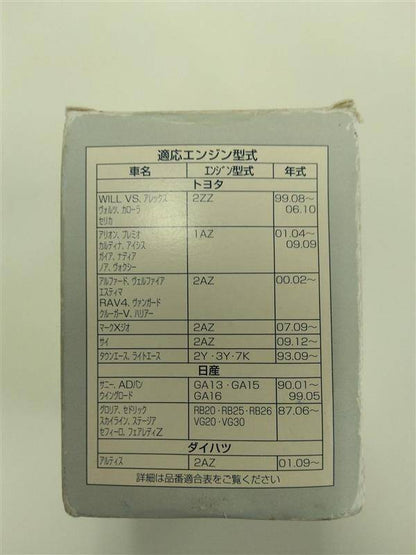 適応エンジン型式
車名 エンジン型式 年式
トヨタ
WILL VS、アレックス 2ZZ 99.08～
ヴォルツ、カローラ 06.10
セリカ
アリオン、プレミオ 1AZ 01.04～
カルディナ、アイシス 09.09
ガイア、ナディア
ノア、ヴォクシー
アルファード、ヴェルファイア 2AZ 00.02～
エスティマ
RAV4、ヴァンガード
クルーガーV、ハリアー
マークXジオ 2AZ 07.09～
サイ 2AZ 09.12～
タウンエース、ライトエース 2Y・3Y・7K 93.09～
日産
サニー、ADバン GA13・GA15 90.01～
ウイングロード GA16 99.05
グロリア、セドリック RB20・RB25・RB26 87.06～
スカイライン、ステージア VG20・VG30
セフィーロ、フェアレディZ
ダイハツ
アルティス 2AZ 01.09～
詳細は品番適合表をご覧ください